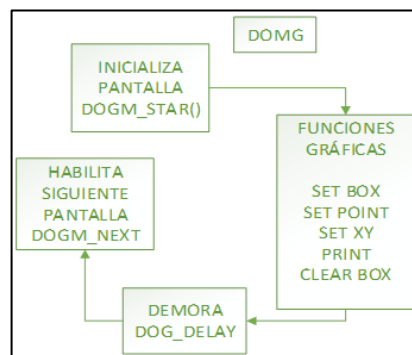 DOMG
INICIALIZA
PANTALLA
DOGM_STAR()
FUNCIONES
GRÁFICAS
SET BOX
SET POINT
SET XY
PRINT
CLEAR BOX
HABILITA
SIGUIENTE
PANTALLA
DOGM_NEXT
DEMORA
DOG_DELAY